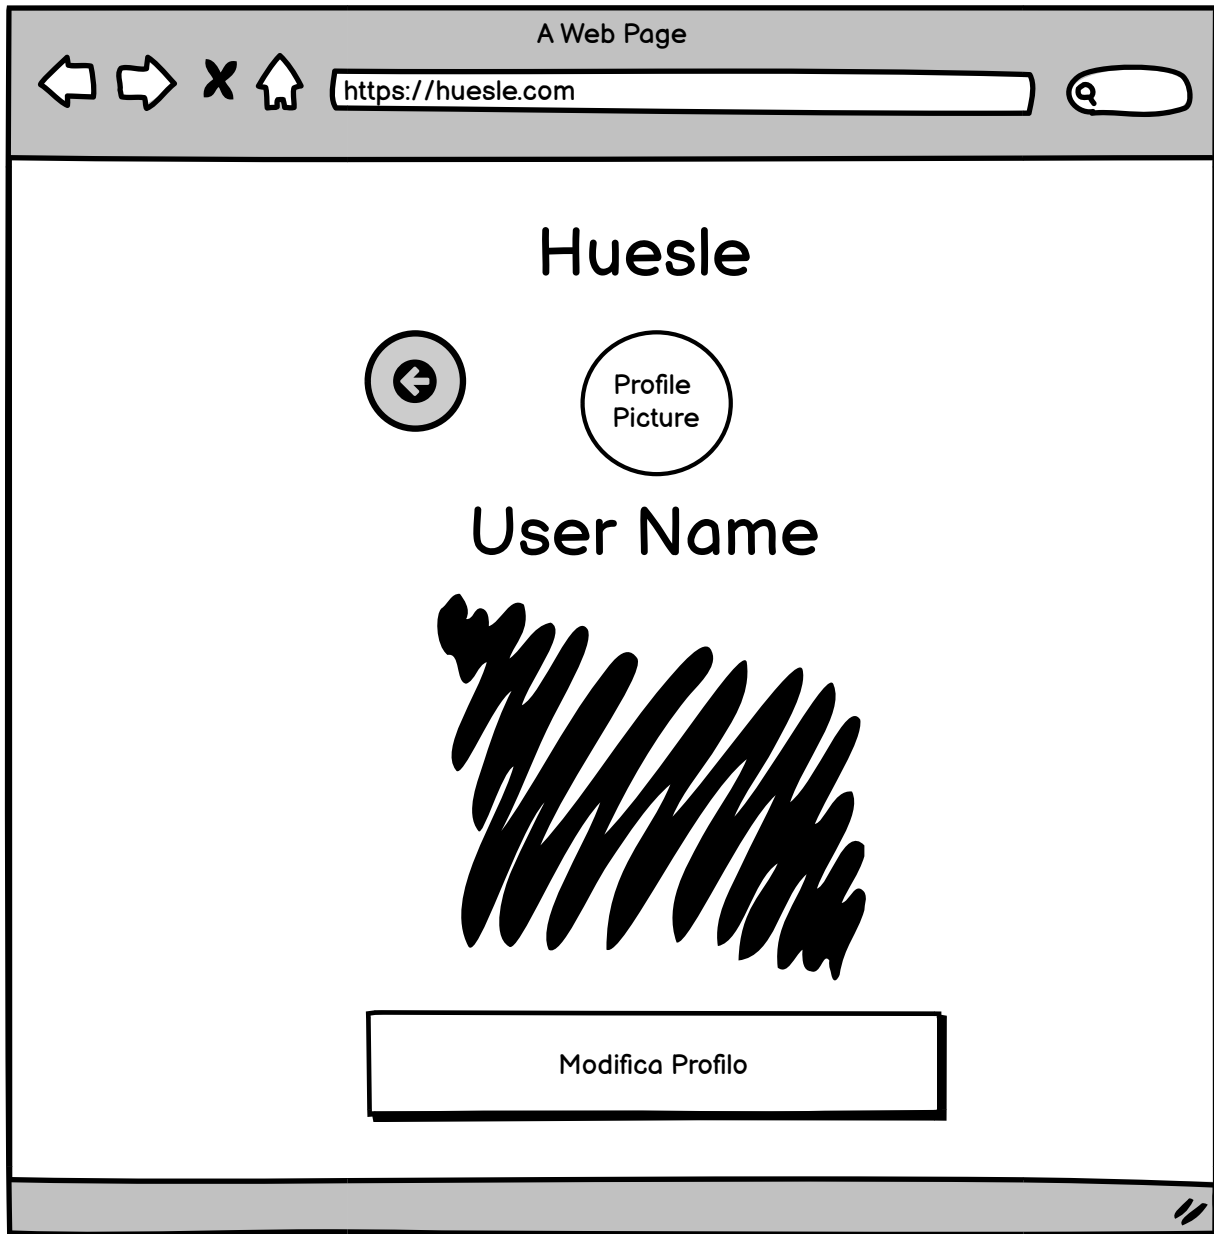 A Web Page
https://huesle.com
Huesle
Profile
Picture
User Name
Modifica Profilo